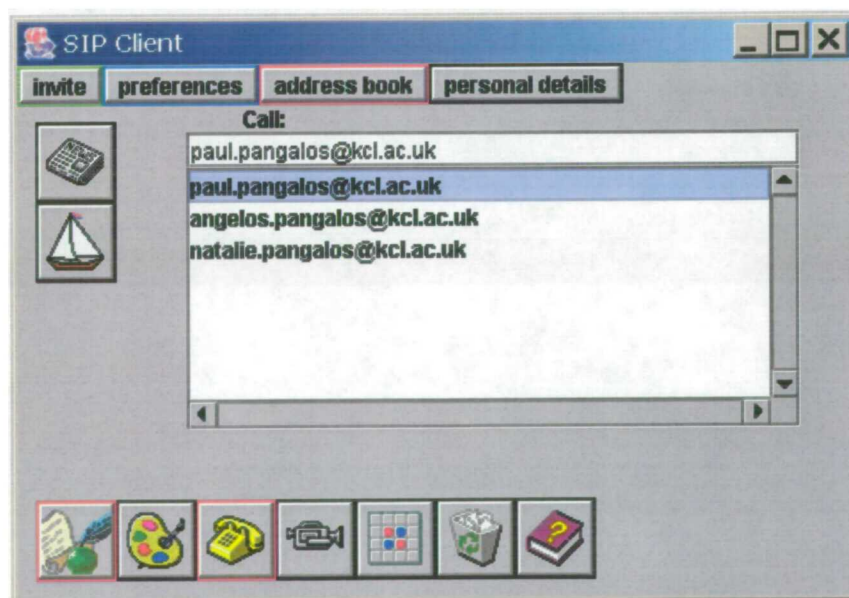 SIP Client
invite preferences address book personal details
Call:
paul.pangalos@kcl.ac.uk
paul.pangalos@kcl.ac.uk
angelos.pangalos@kcl.ac.uk
natalie.pangalos@kcl.ac.uk
?